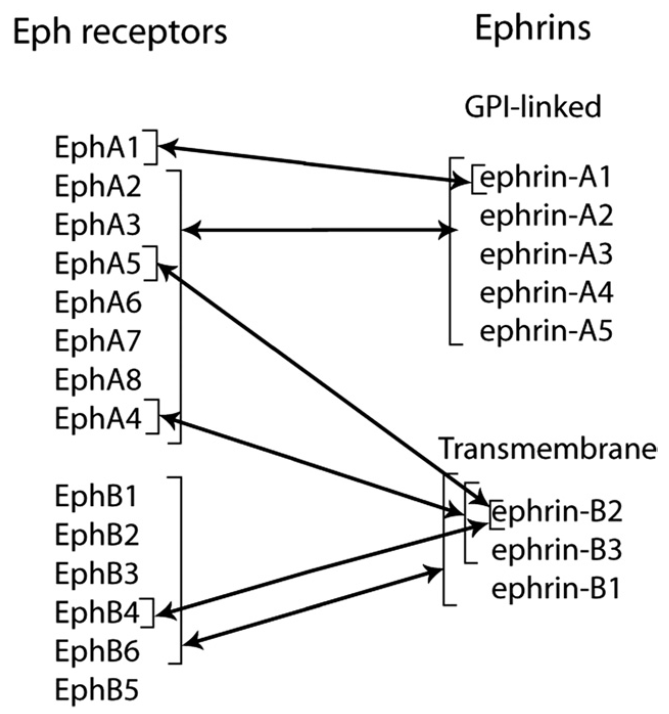 Eph receptors
EphA1
EphA2
EphA3
EphA5
EphA6
EphA7
EphA8
EphA4
EphB1
EphB2
EphB3
EphB4
EphB6
EphB5
Ephrins
GPI-linked
ephrin-A1
ephrin-A2
ephrin-A3
ephrin-A4
ephrin-A5
Transmembrane
ephrin-B2
ephrin-B3
ephrin-B1